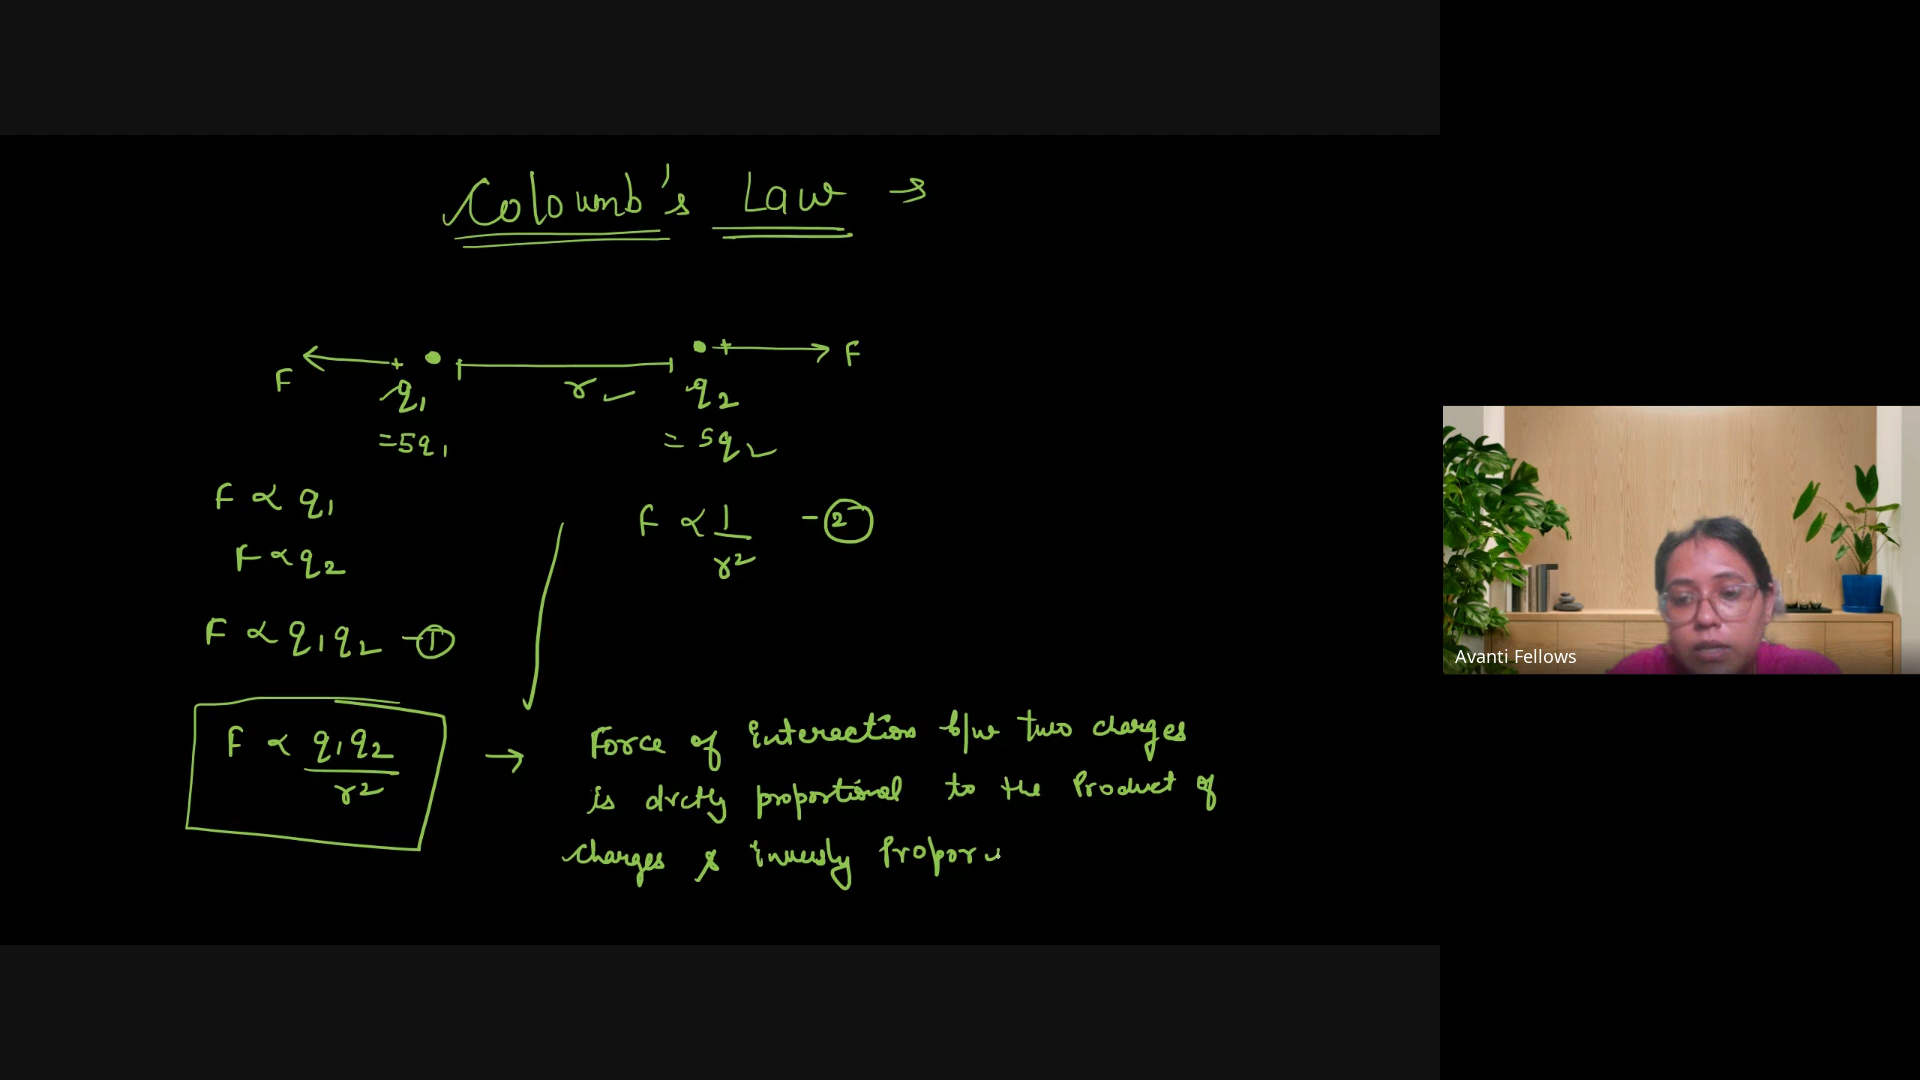 Coloumb's Law →
F + + F
q₁ r q₂
=5q₁ = 5q₂
F ∝ q₁
F ∝ 1/r² -②
F ∝ q₂
F ∝ q₁q₂ -①
F ∝ q₁q₂/r² → Force of interaction b/w two charges
is drctly proportional to the Product of
charges & inversly Propor
Avanti Fellows